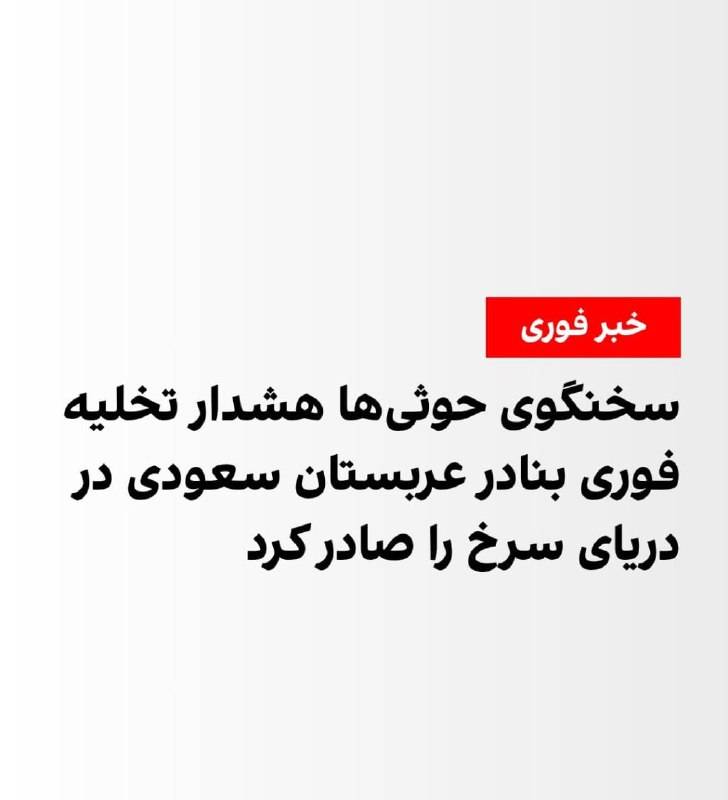 خبر فوری
سخنگوی حوثی‌ها هشدار تخلیه
فوری بنادر عربستان سعودی در
دریای سرخ را صادر کرد